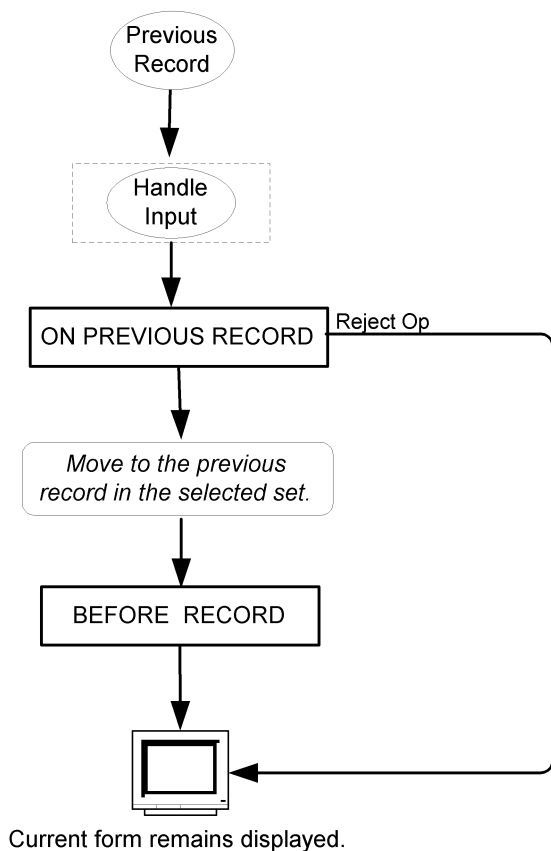 Previous
Record
Handle
Input
ON PREVIOUS RECORD
Reject Op
Move to the previous
record in the selected set.
BEFORE RECORD
Current form remains displayed.